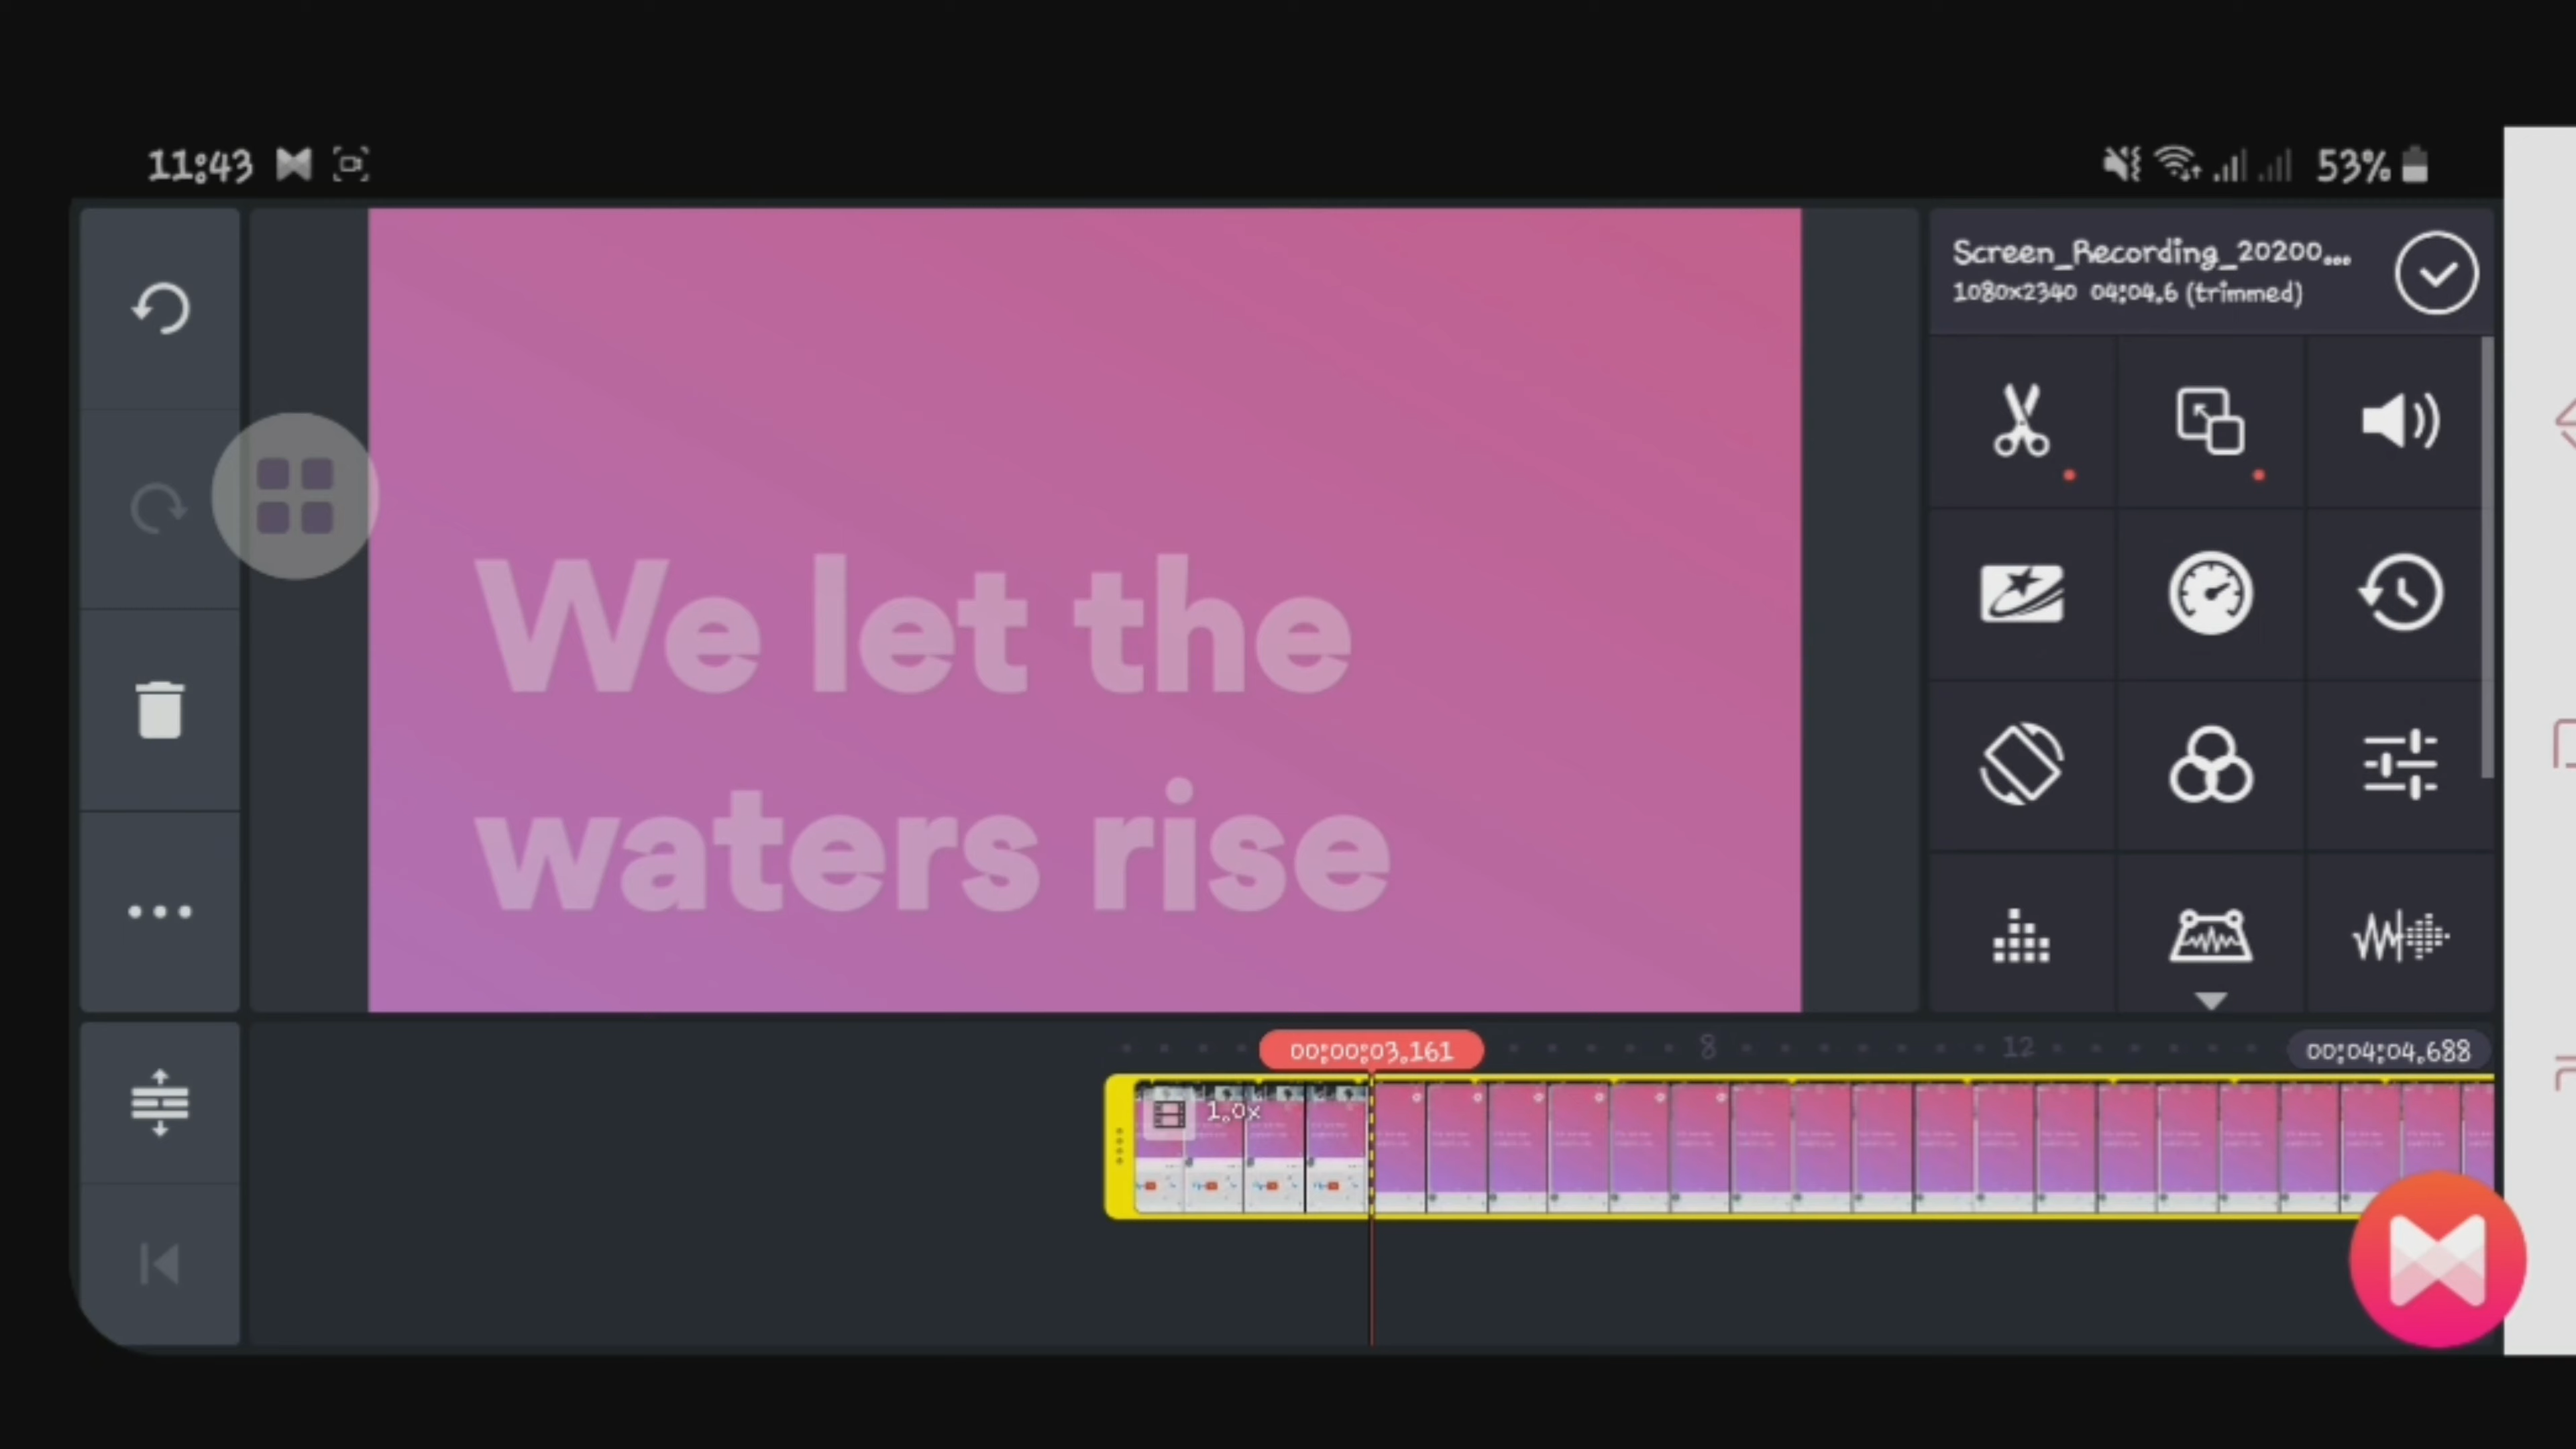 11:43
53%
Screen_Recording_20200...
1080x2340 04:04.6 (trimmed)
We let the
waters rise
00:00:03.161
8
12
00:04:04.688
1.0x